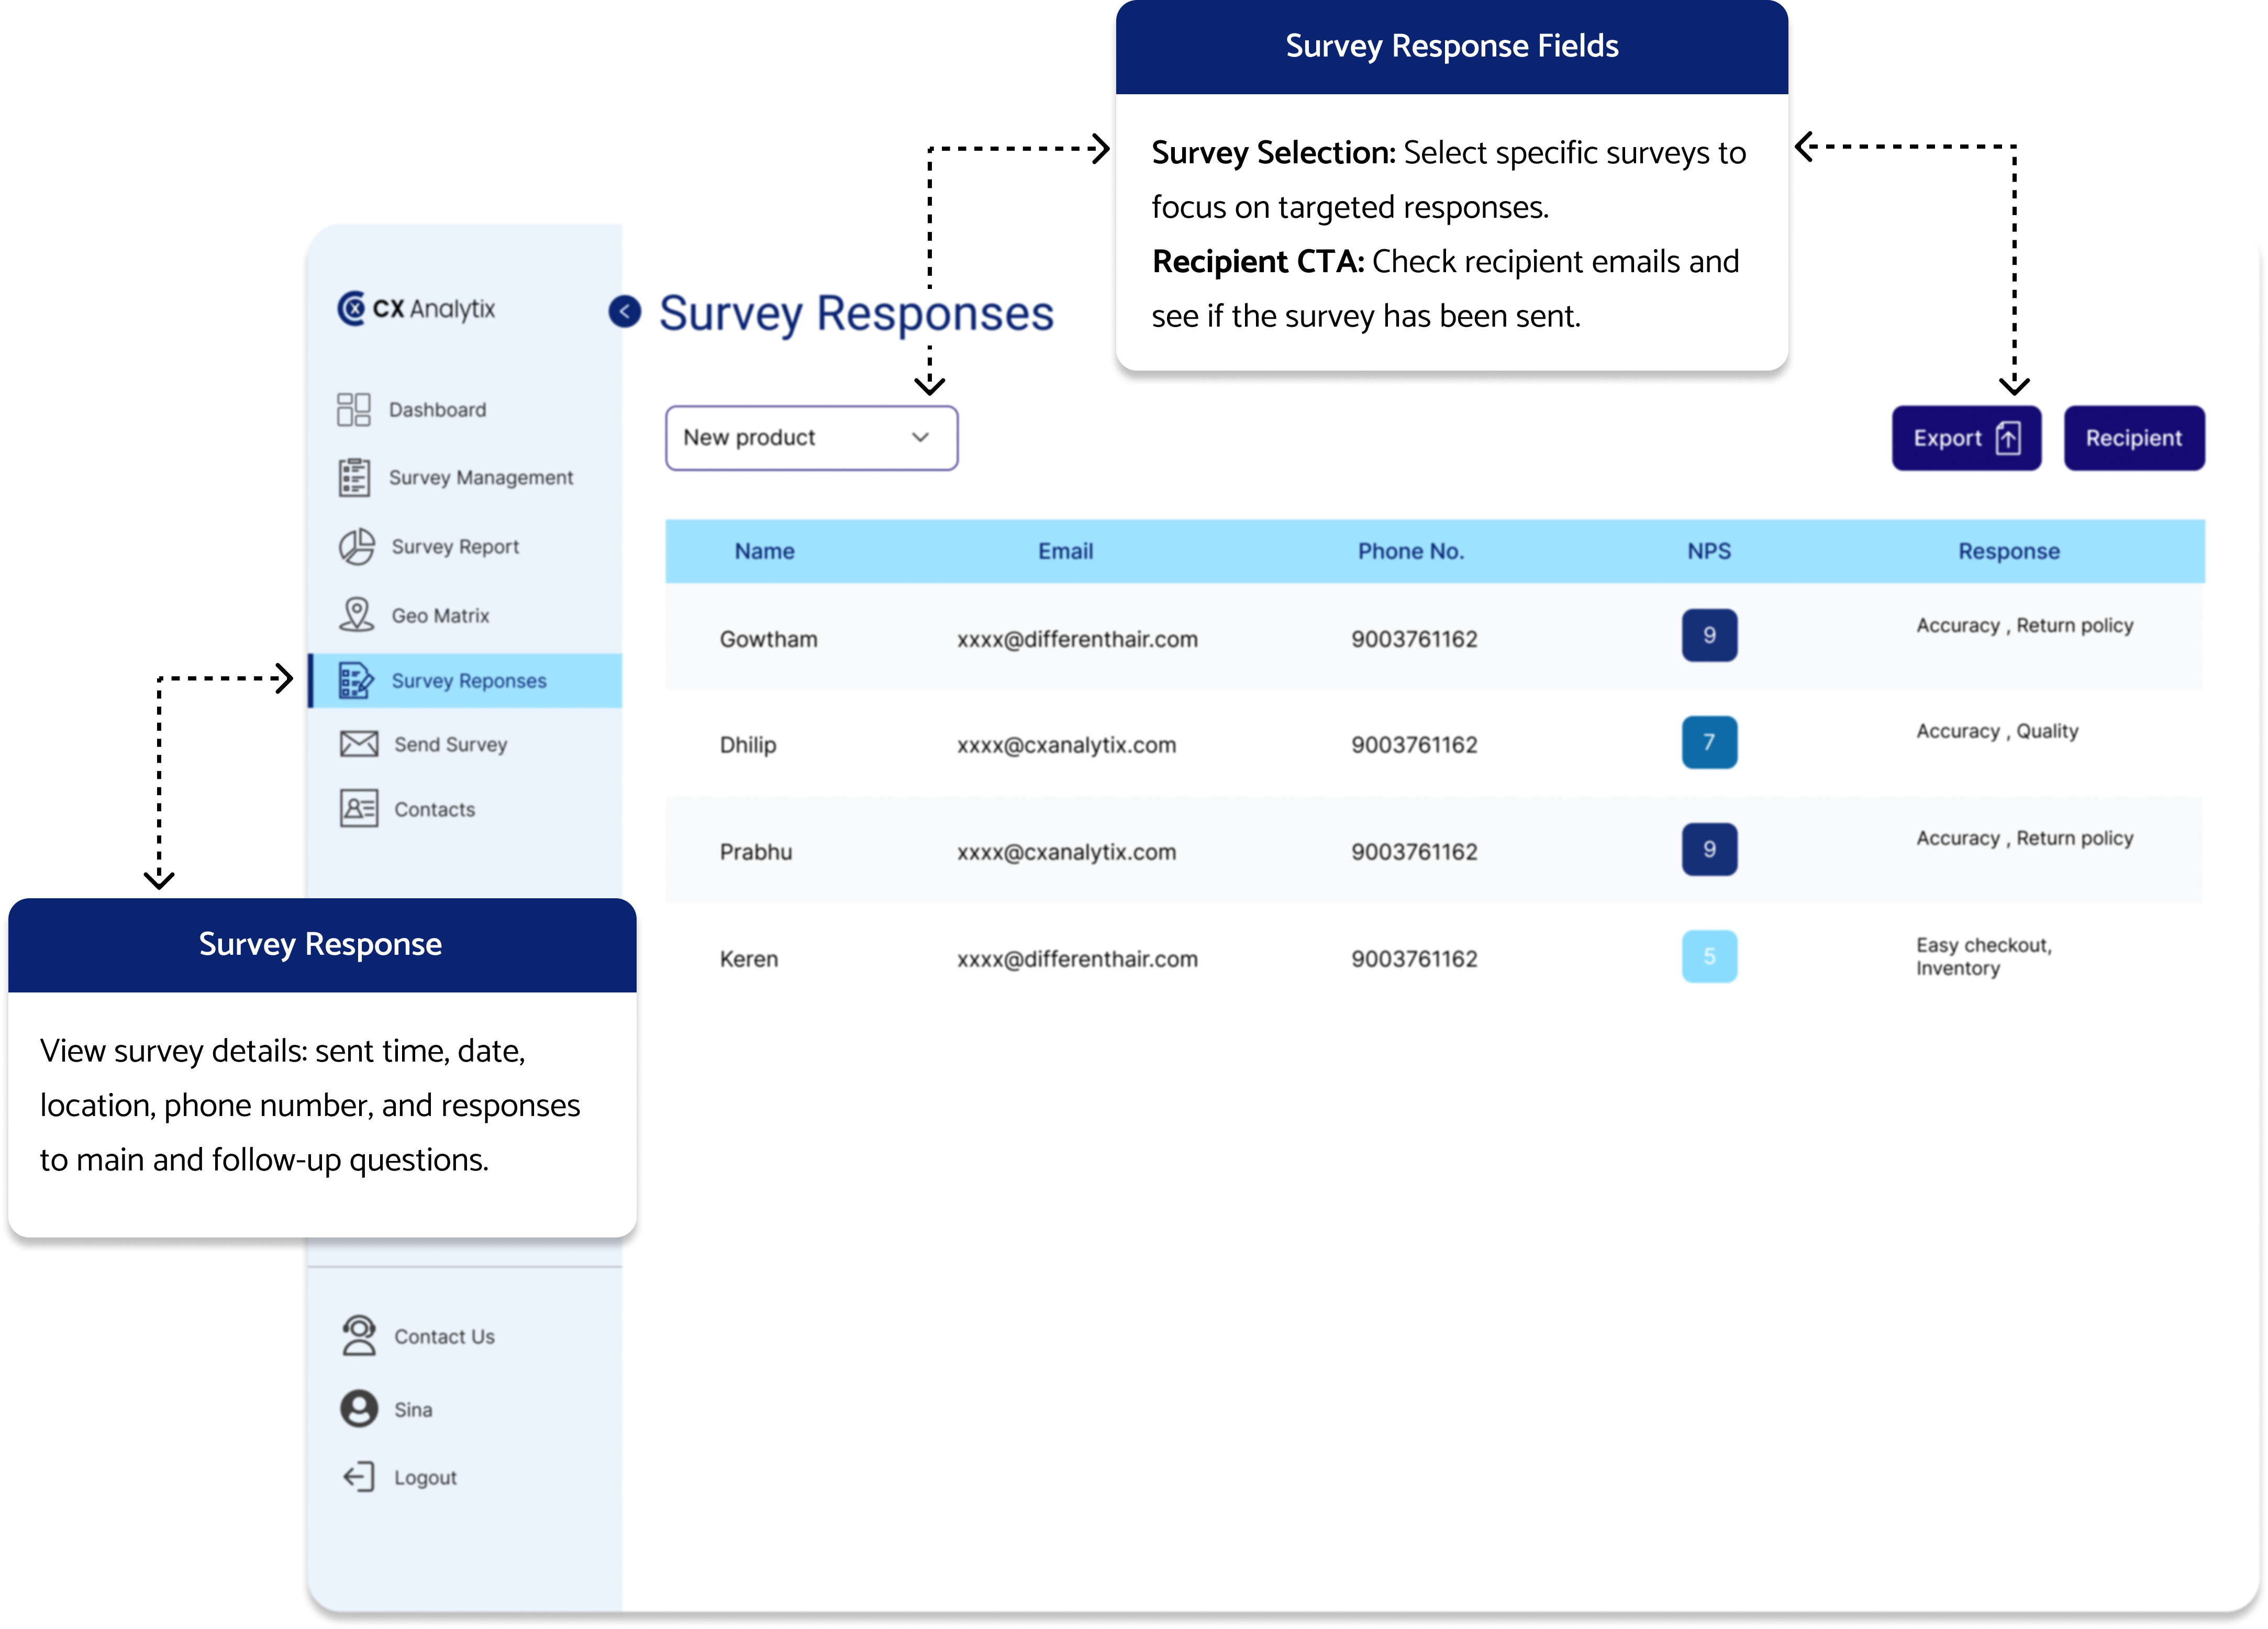 Survey Response Fields
Survey Selection: Select specific surveys to
focus on targeted responses.
Recipient CTA: Check recipient emails and
see if the survey has been sent.
CX Analytix
Survey Responses
Dashboard
Survey Management
Survey Report
Geo Matrix
Survey Reponses
Send Survey
Contacts
New product
Export
Recipient
Name Email Phone No. NPS Response
Gowtham xxxx@differenthair.com 9003761162 9 Accuracy , Return policy
Dhilip xxxx@cxanalytix.com 9003761162 7 Accuracy , Quality
Prabhu xxxx@cxanalytix.com 9003761162 9 Accuracy , Return policy
Keren xxxx@differenthair.com 9003761162 5 Easy checkout,
Inventory
Survey Response
View survey details: sent time, date,
location, phone number, and responses
to main and follow-up questions.
Contact Us
Sina
Logout